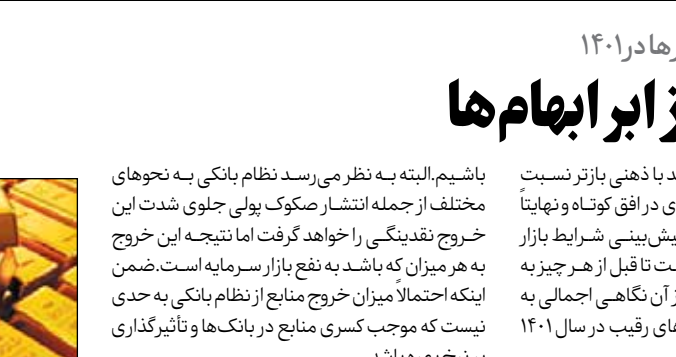 در ۱۴۰۱
ابر ابهام‌ها
با ذهنی بازتر نسبت
در افق کوتاه و نهایتاً
شرایط بازار
تا قبل از هر چیز به
آن نگاهی اجمالی به
رقیب در سال ۱۴۰۱
باشیم.البته به نظر می‌رسد نظام بانکی به نحوهای
مختلف از جمله انتشار صکوک پولی جلوی شدت این
خروج نقدینگی را خواهد گرفت اما نتیجه این خروج
به هر میزان که باشد به نفع بازار سرمایه است.ضمن
اینکه احتمالاً میزان خروج منابع از نظام بانکی به حدی
نیست که موجب کسری منابع در بانک‌ها و تأثیرگذاری